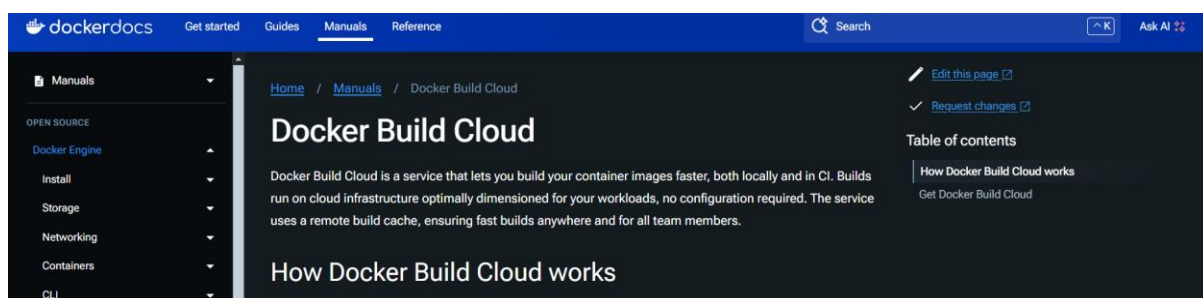 dockerdocs Get started Guides Manuals Reference Search ^ K Ask AI
Manuals
OPEN SOURCE
Docker Engine
Install
Storage
Networking
Containers
CLI
Home / Manuals / Docker Build Cloud
Docker Build Cloud
Docker Build Cloud is a service that lets you build your container images faster, both locally and in CI. Builds
run on cloud infrastructure optimally dimensioned for your workloads, no configuration required. The service
uses a remote build cache, ensuring fast builds anywhere and for all team members.
How Docker Build Cloud works
Edit this page
Request changes
Table of contents
How Docker Build Cloud works
Get Docker Build Cloud